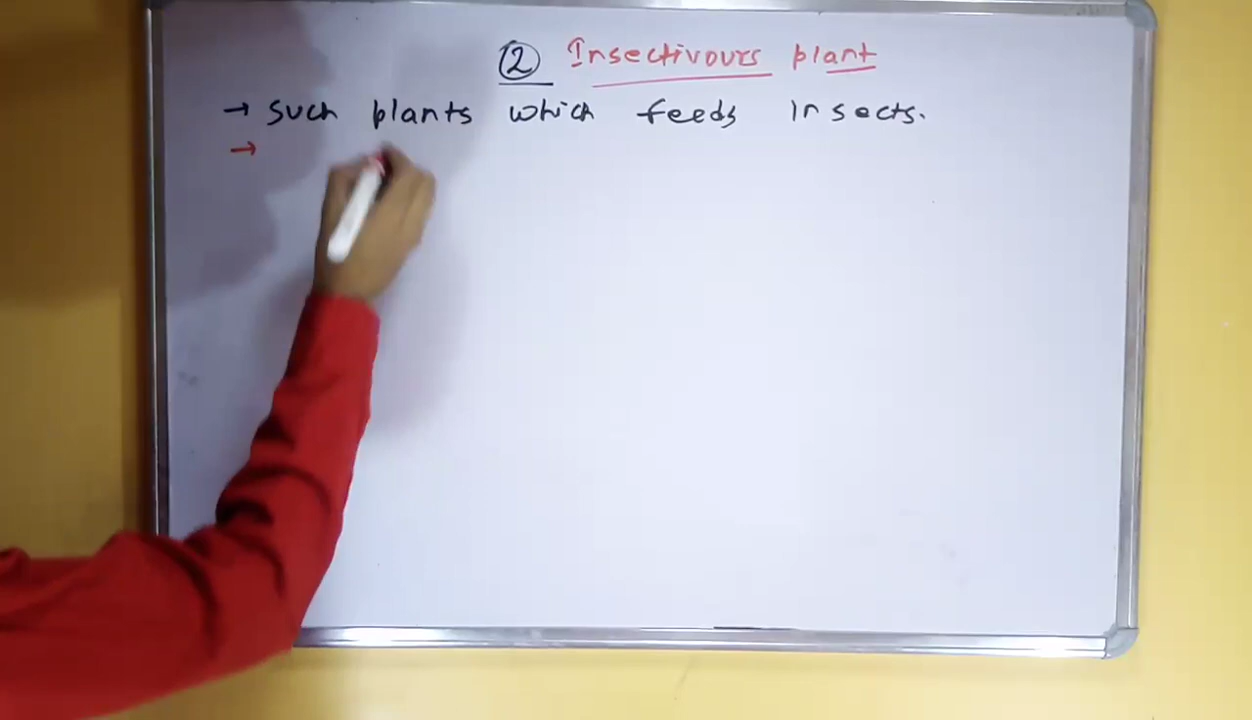 ② Insectivours plant
→ such plants which feeds insects.
→